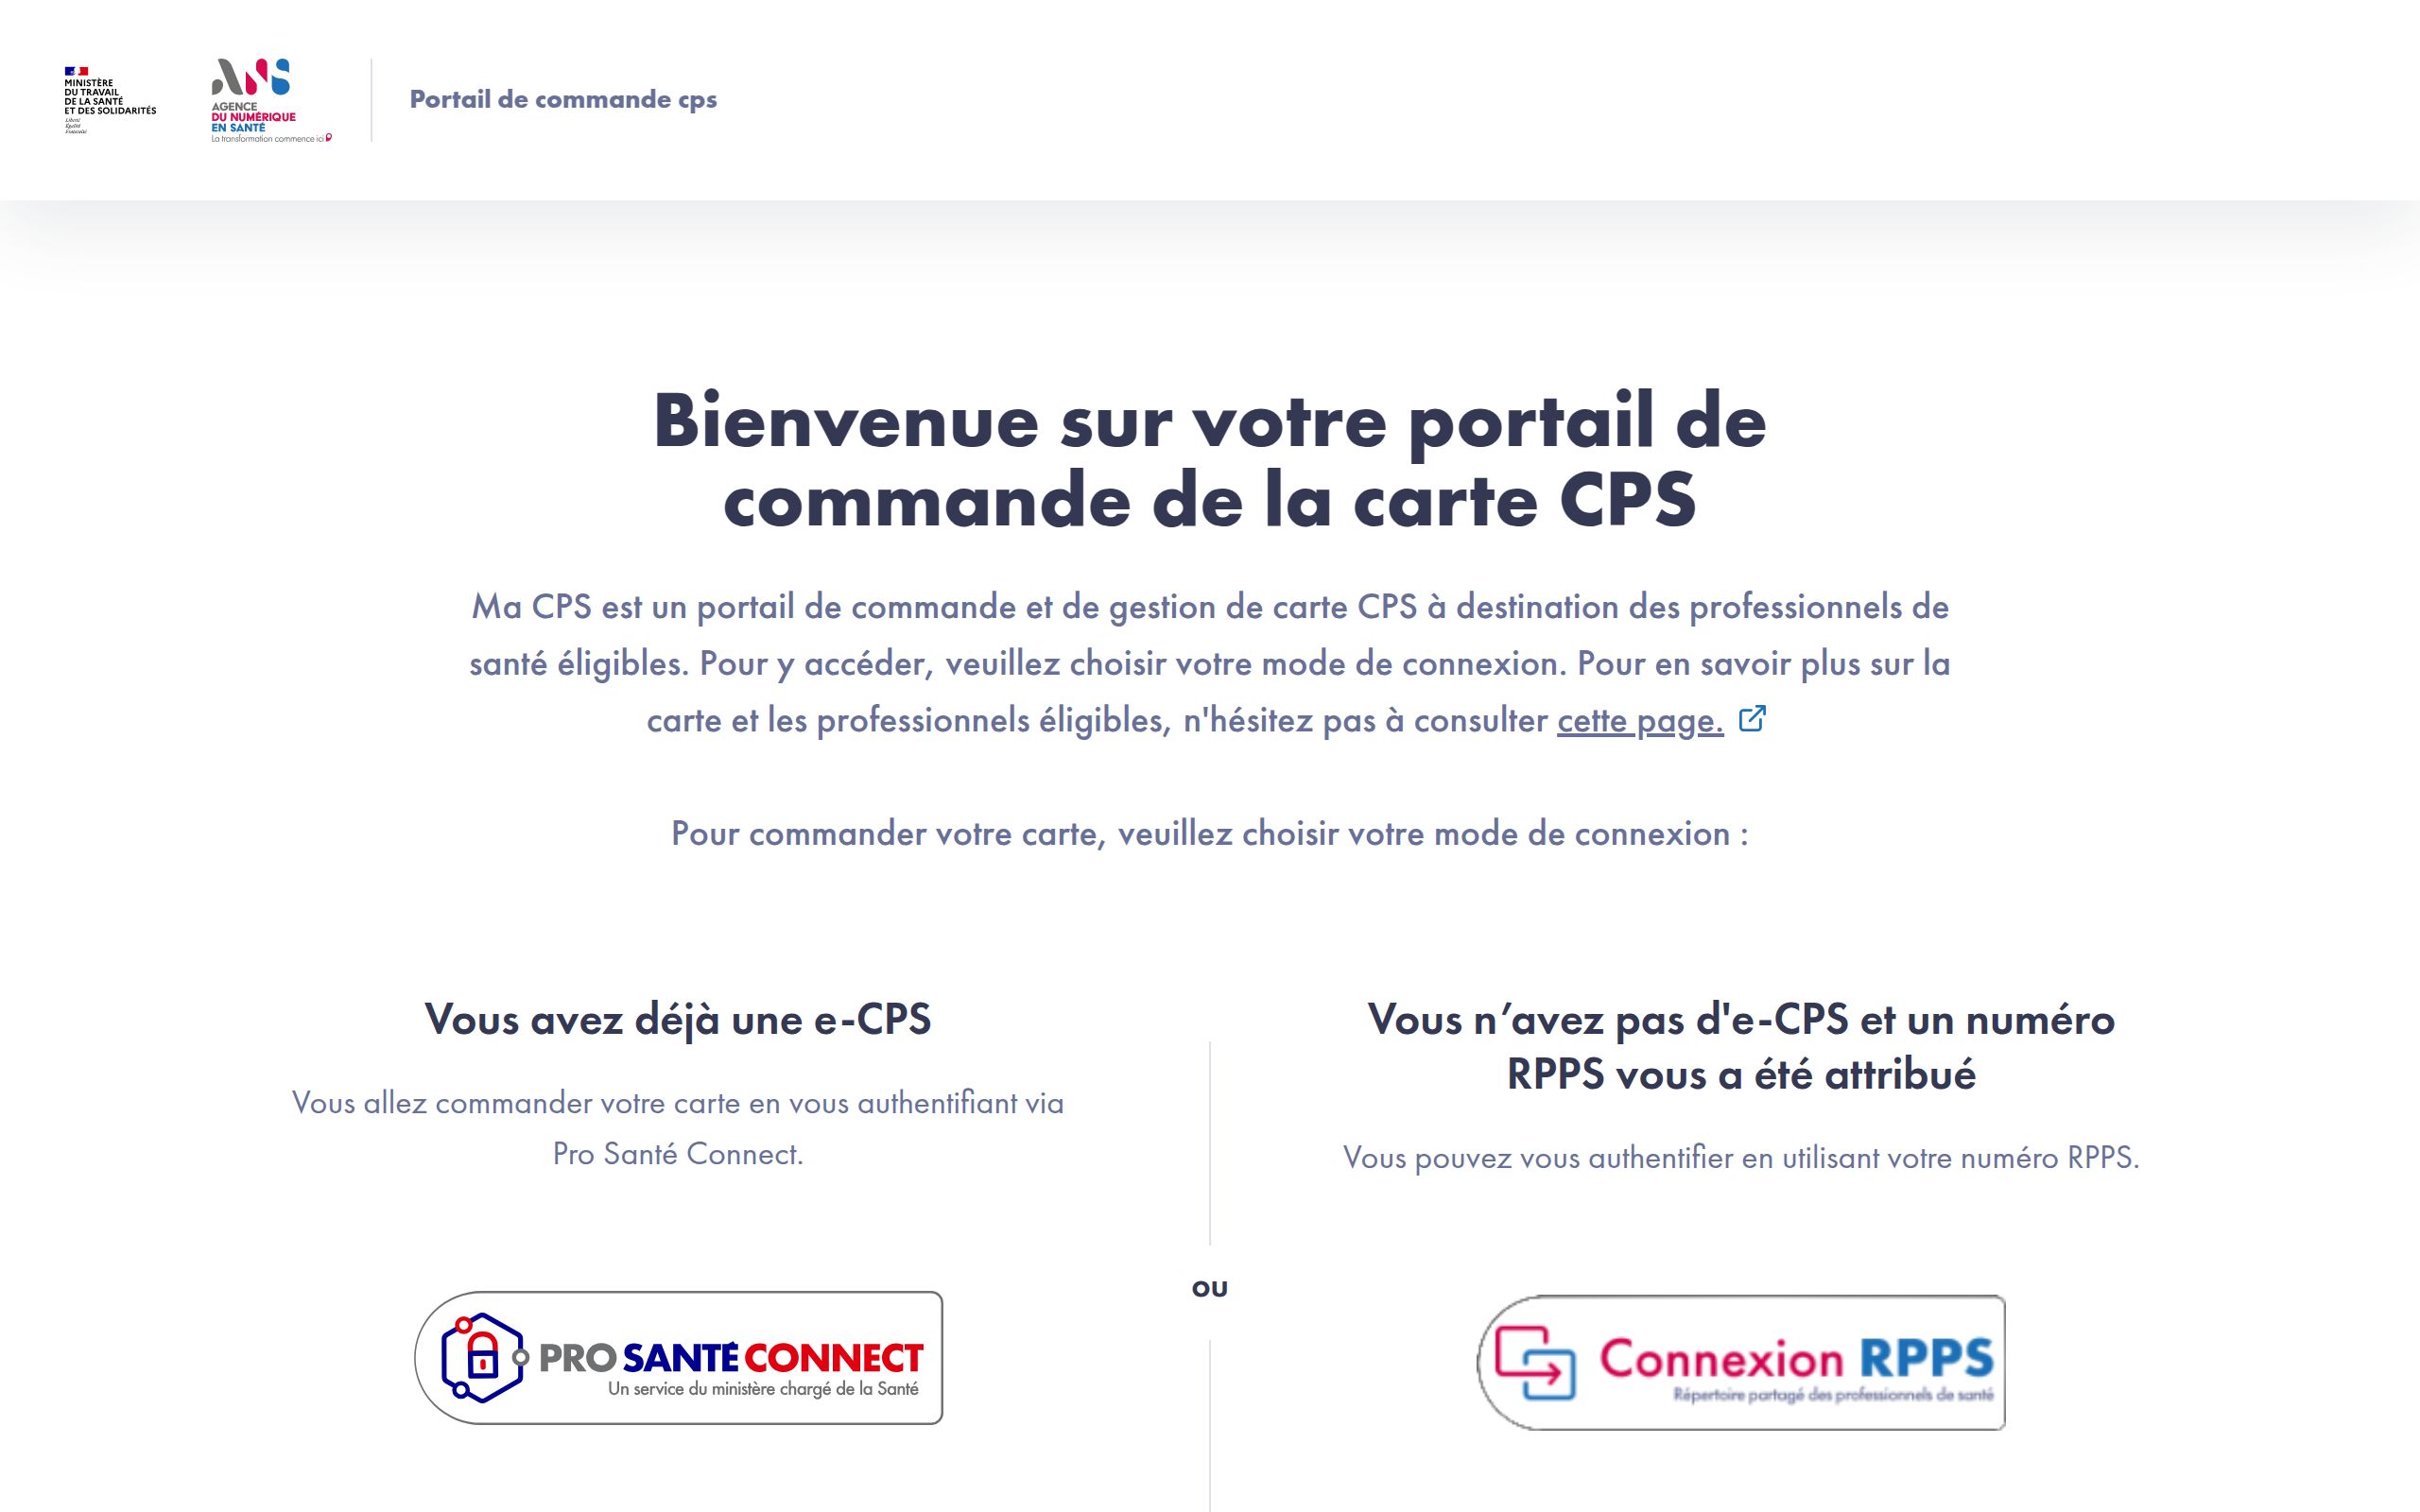 MINISTÈRE
DU TRAVAIL
DE LA SANTÉ
ET DES SOLIDARITÉS
Liberté
Égalité
Fraternité
ANS
AGENCE
DU NUMÉRIQUE
EN SANTÉ
La transformation commence ici
Portail de commande cps
Bienvenue sur votre portail de
commande de la carte CPS
Ma CPS est un portail de commande et de gestion de carte CPS à destination des professionnels de
santé éligibles. Pour y accéder, veuillez choisir votre mode de connexion. Pour en savoir plus sur la
carte et les professionnels éligibles, n'hésitez pas à consulter cette page.
Pour commander votre carte, veuillez choisir votre mode de connexion :
Vous avez déjà une e-CPS
Vous allez commander votre carte en vous authentifiant via
Pro Santé Connect.
PRO SANTÉ CONNECT
Un service du ministère chargé de la Santé
ou
Vous n’avez pas d'e-CPS et un numéro
RPPS vous a été attribué
Vous pouvez vous authentifier en utilisant votre numéro RPPS.
Connexion RPPS
Répertoire partagé des professionnels de santé